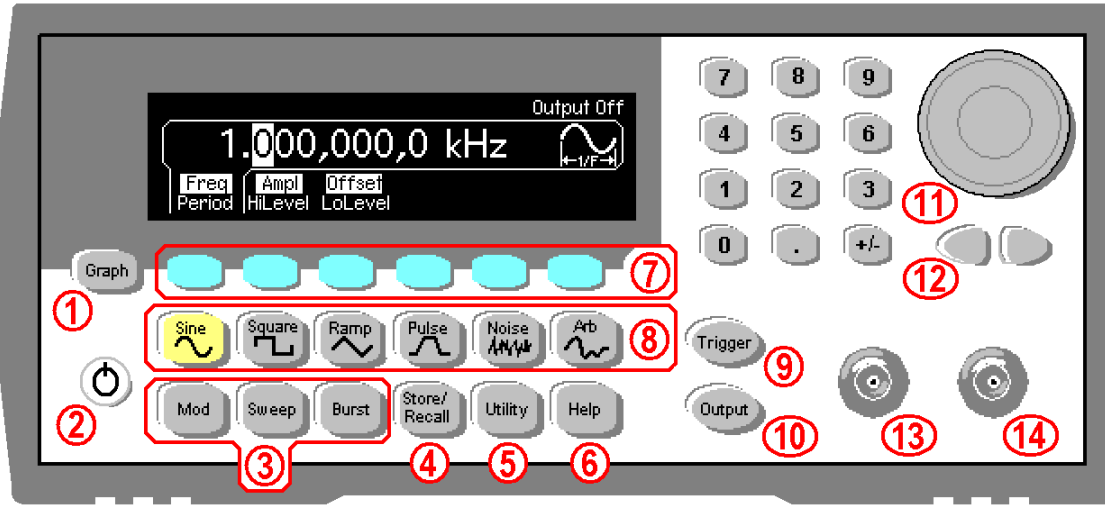 Output Off
1.000,000,0 kHz
←1/F→
Freq Ampl Offset
Period HiLevel LoLevel
7 8 9
4 5 6
1 2 3
0 . +/-
11
12
Graph
1
7
Sine Square Ramp Pulse Noise Arb
8
Trigger
9
2
Mod Sweep Burst Store/
Recall Utility Help
Output
10
13
14
3
4
5
6